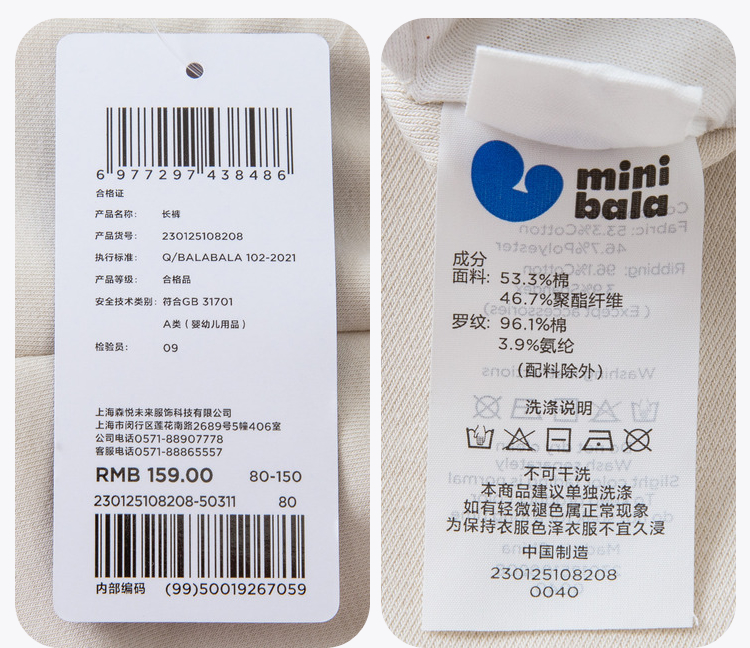 6 977297 438486
合格证
产品名称: 长裤
产品货号: 230125108208
执行标准: Q/BALABALA 102-2021
产品等级: 合格品
安全技术类别: 符合GB 31701
A类 (婴幼儿用品)
检验员: 09
上海森悦未来服饰科技有限公司
上海市闵行区莲花南路2689号5幢406室
公司电话0571-88907778
客服电话0571-88865557
RMB 159.00 80-150
230125108208-50311 80
内部编码 (99)50019267059
mini
bala
成分
面料: 53.3%棉
46.7%聚酯纤维
罗纹: 96.1%棉
3.9%氨纶
(配料除外)
洗涤说明
不可干洗
本商品建议单独洗涤
如有轻微褪色属正常现象
为保持衣服色泽衣服不宜久浸
中国制造
230125108208
0040